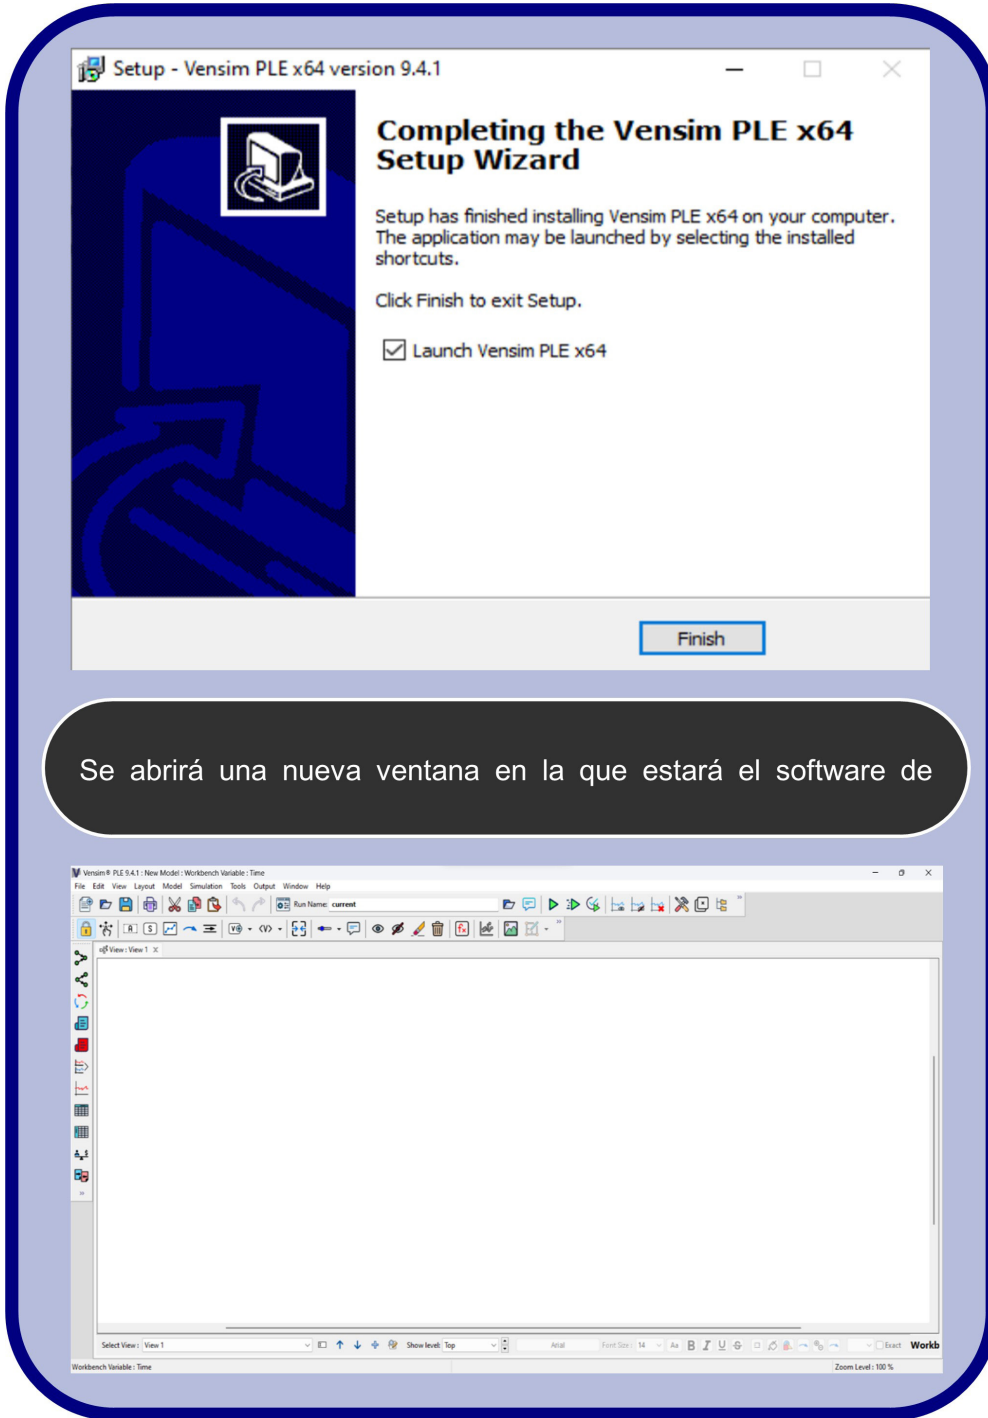 Setup - Vensim PLE x64 version 9.4.1
Completing the Vensim PLE x64
Setup Wizard
Setup has finished installing Vensim PLE x64 on your computer.
The application may be launched by selecting the installed
shortcuts.
Click Finish to exit Setup.
Launch Vensim PLE x64
Finish
Se abrirá una nueva ventana en la que estará el software de
Vensim® PLE 9.4.1 : New Model : Workbench Variable : Time
File Edit View Layout Model Simulation Tools Output Window Help
Run Name: current
View : View 1
Select View: View 1 Show level: Top Arial Font Size: 14 Aa B I U S Exact Workb
Workbench Variable : Time Zoom Level : 100 %